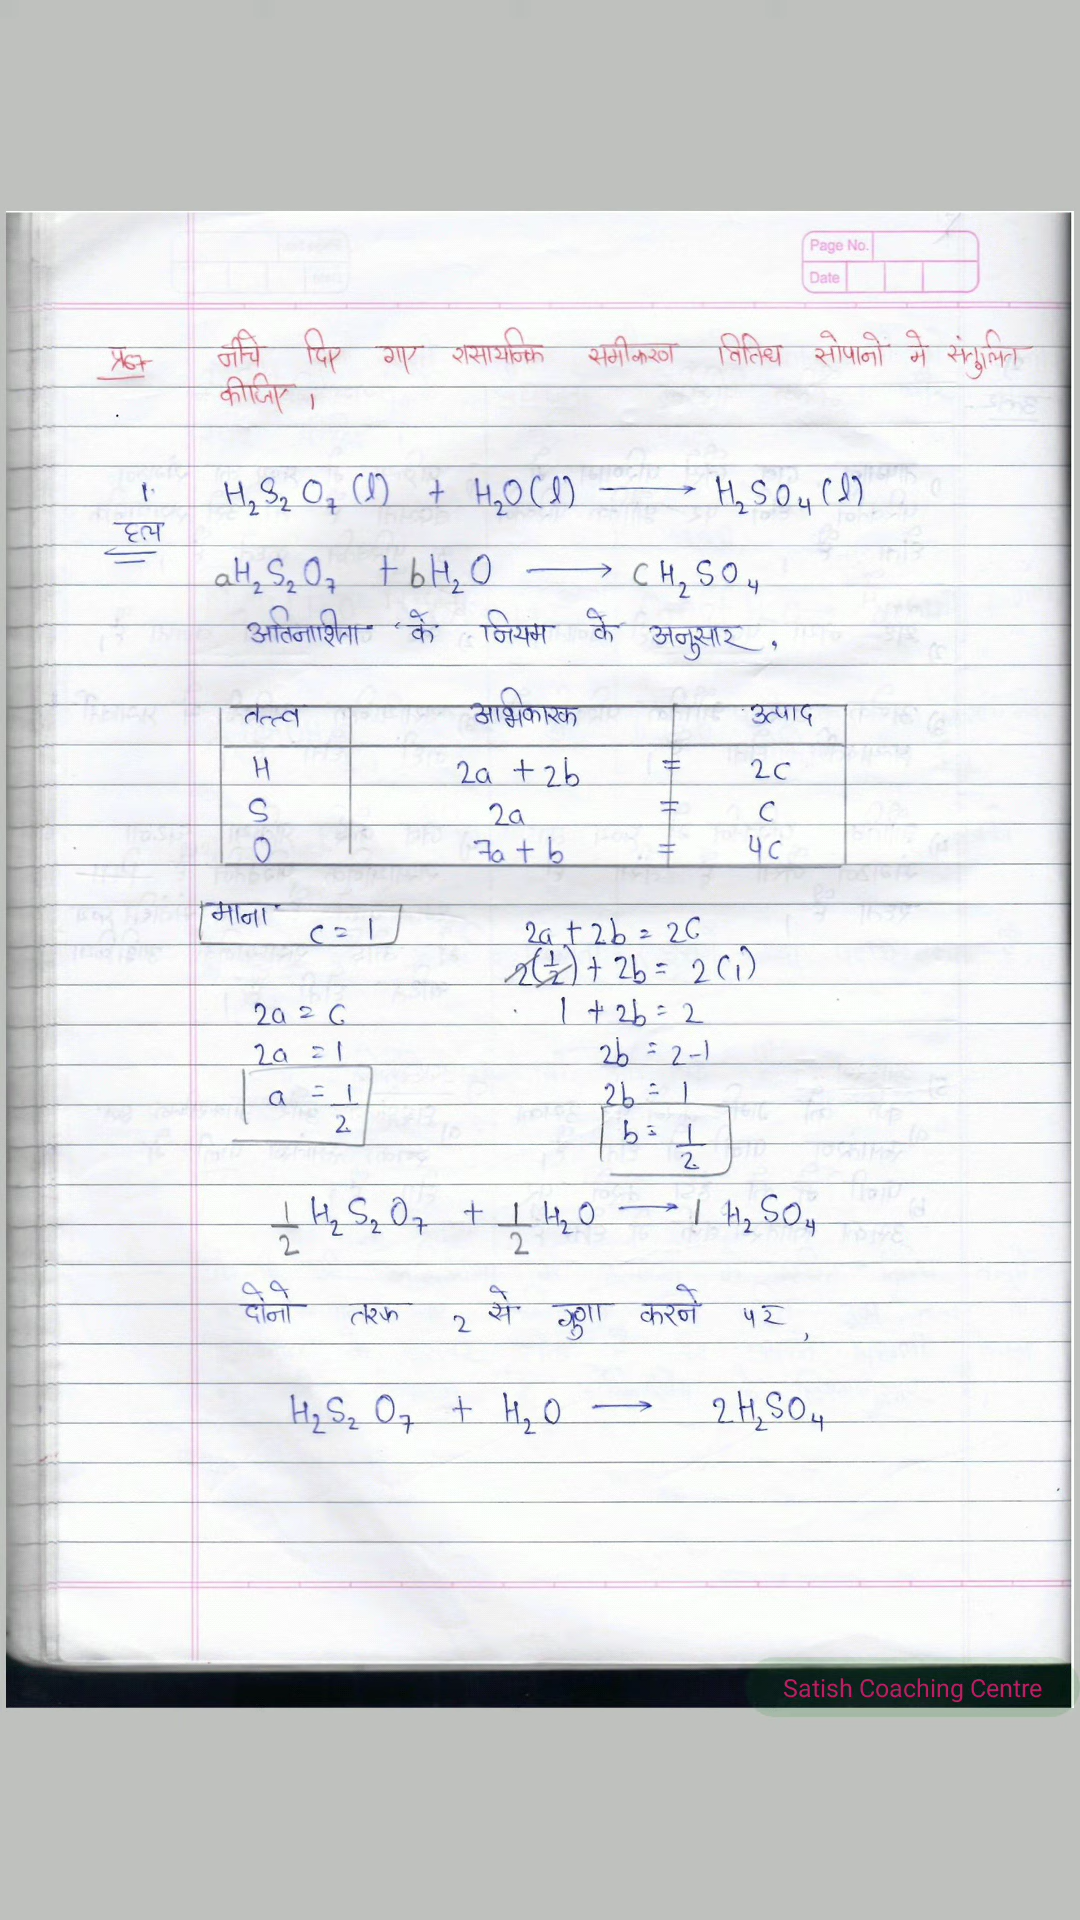 Page No.
Date
प्रश्न नीचे दिए गए रासायनिक समीकरण विविध सोपानों मे संतुलित
कीजिए,
1. H₂S₂O₇(l) + H₂O(l) ⟶ H₂SO₄(l)
हल
aH₂S₂O₇ + bH₂O ⟶ CH₂SO₄
अविनाशिता के नियम के अनुसार,
तत्त्व अभिकारक उत्पाद
H 2a + 2b = 2C
S 2a = C
O 7a + b = 4C
माना c = 1
2a + 2b = 2C
2(1/2) + 2b = 2(1)
2a = C 1 + 2b = 2
2a = 1 2b = 2-1
a = 1/2 2b = 1
b = 1/2
1/2 H₂S₂O₇ + 1/2 H₂O ⟶ 1 H₂SO₄
दोनो तरफ 2 से गुणा करने पर,
H₂S₂O₇ + H₂O ⟶ 2H₂SO₄
Satish Coaching Centre